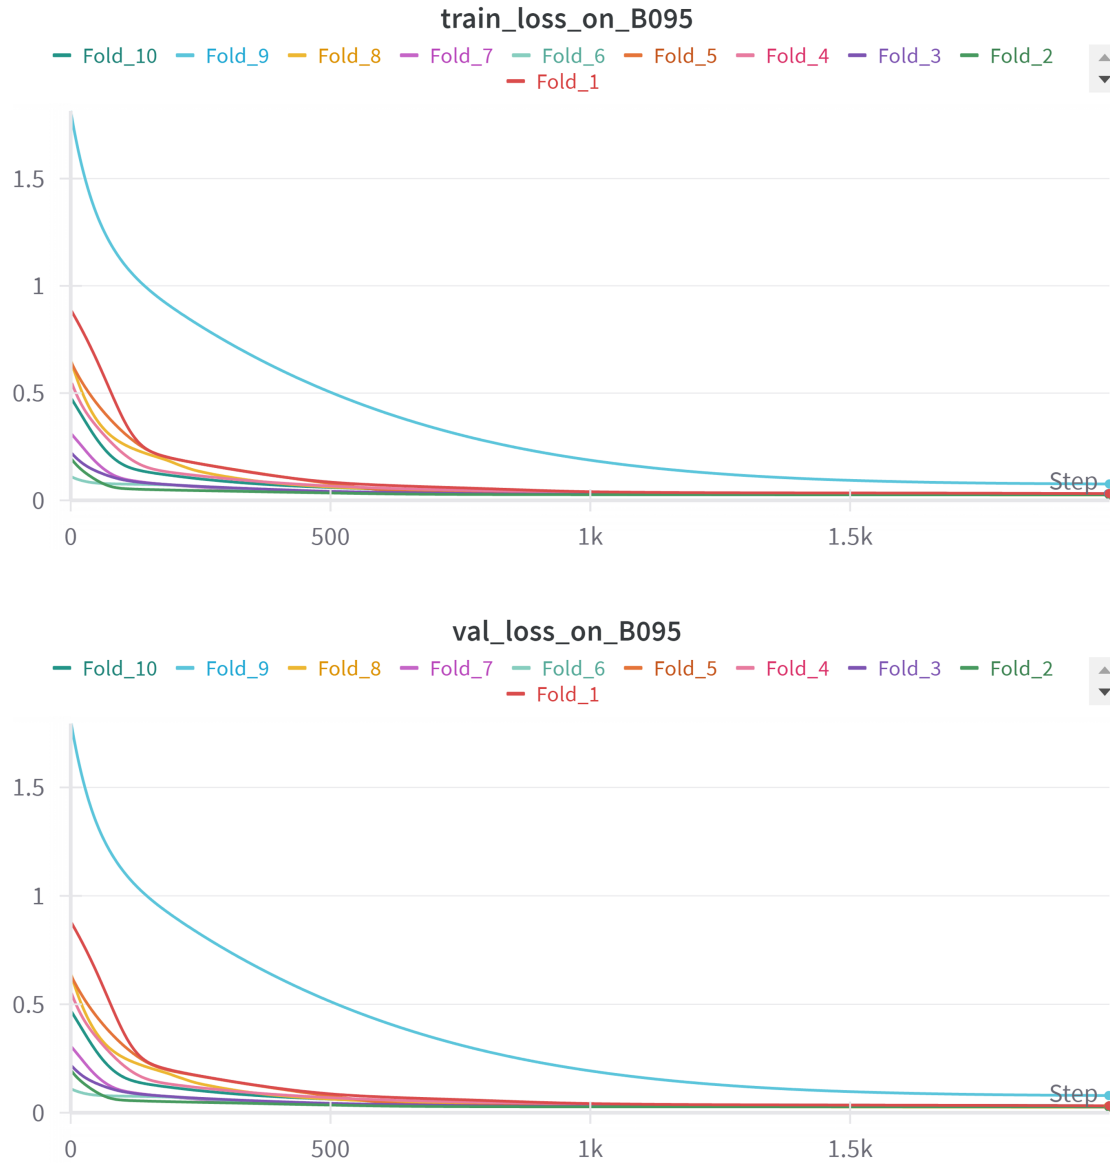 train_loss_on_B095
Fold_10 Fold_9 Fold_8 Fold_7 Fold_6 Fold_5 Fold_4 Fold_3 Fold_2
Fold_1
1.5
1
0.5
Step
0
0 500 1k 1.5k
val_loss_on_B095
Fold_10 Fold_9 Fold_8 Fold_7 Fold_6 Fold_5 Fold_4 Fold_3 Fold_2
Fold_1
1.5
1
0.5
Step
0
0 500 1k 1.5k